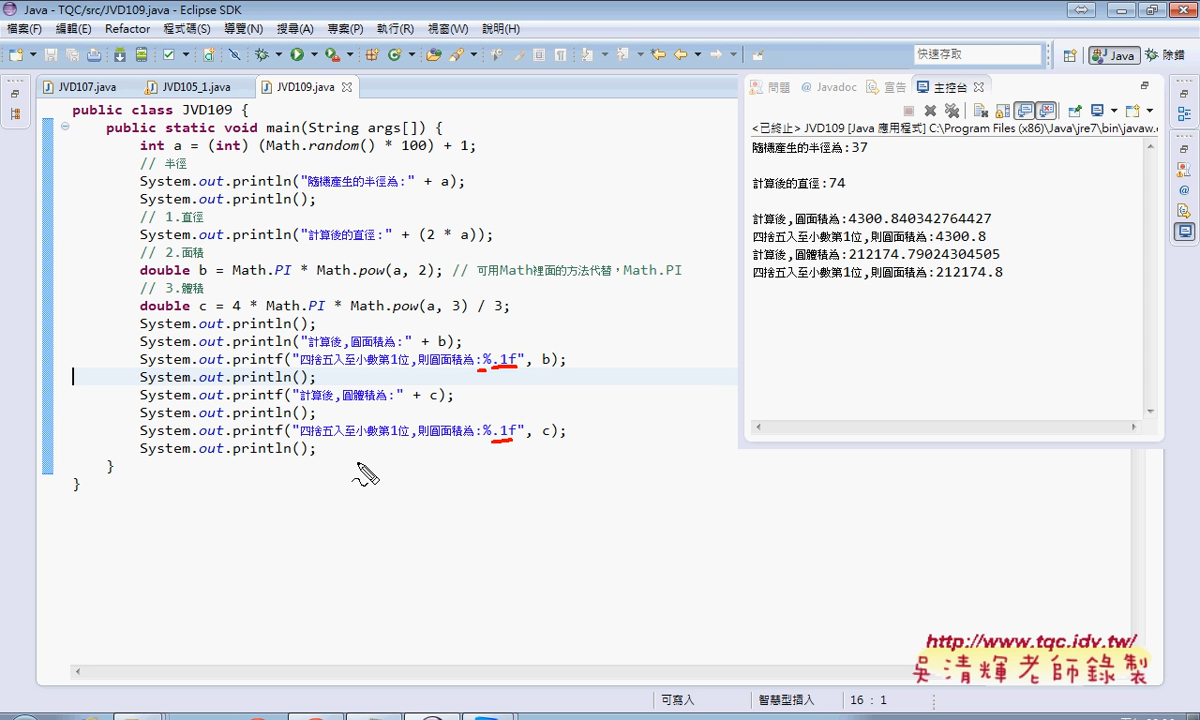 Java - TQC/src/JVD109.java - Eclipse SDK
檔案(F) 編輯(E) Refactor 程式碼(S) 導覽(N) 搜尋(A) 專案(P) 執行(R) 視窗(W) 說明(H)
快速存取 Java 除錯
JVD107.java JVD105_1.java JVD109.java
public class JVD109 {
public static void main(String args[]) {
int a = (int) (Math.random() * 100) + 1;
// 半徑
System.out.println("隨機產生的半徑為:" + a);
System.out.println();
// 1.直徑
System.out.println("計算後的直徑:" + (2 * a));
// 2.面積
double b = Math.PI * Math.pow(a, 2); // 可用Math裡面的方法代替，Math.PI
// 3.體積
double c = 4 * Math.PI * Math.pow(a, 3) / 3;
System.out.println();
System.out.println("計算後,圓面積為:" + b);
System.out.printf("四捨五入至小數第1位,則圓面積為:%.1f", b);
System.out.println();
System.out.printf("計算後,圓體積為:" + c);
System.out.println();
System.out.printf("四捨五入至小數第1位,則圓面積為:%.1f", c);
System.out.println();
}
}
問題 @ Javadoc 宣告 主控台
<已終止> JVD109 [Java 應用程式] C:\Program Files (x86)\Java\jre7\bin\javaw.e
隨機產生的半徑為:37
計算後的直徑:74
計算後,圓面積為:4300.840342764427
四捨五入至小數第1位,則圓面積為:4300.8
計算後,圓體積為:212174.79024304505
四捨五入至小數第1位,則圓面積為:212174.8
http://www.tqc.idv.tw/
吳清輝老師錄製
可寫入 智慧型插入 16 : 1